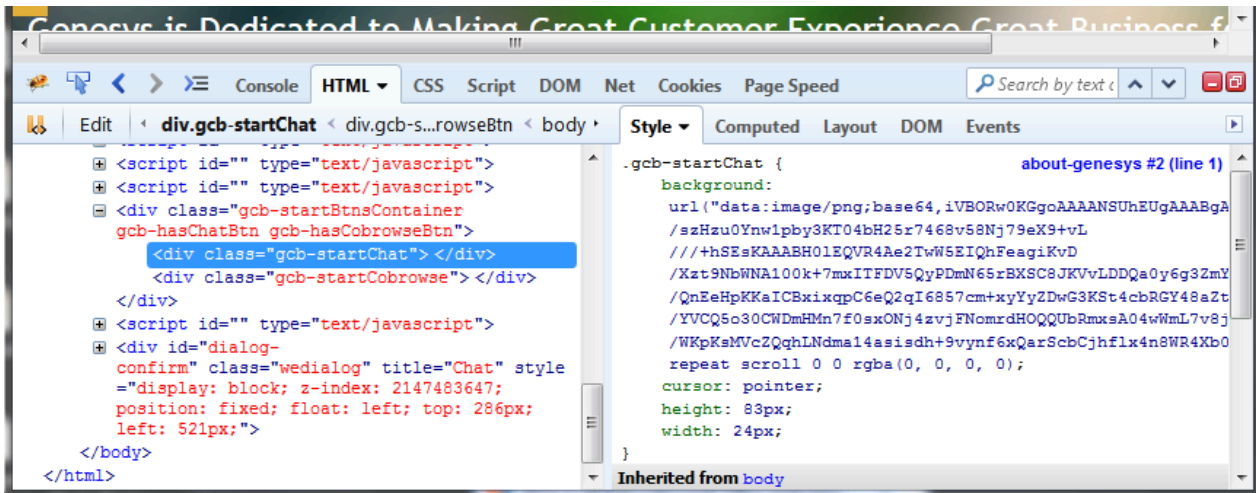 Genesys is Dedicated to Making Great Customer Experience Great Business f
Console HTML CSS Script DOM Net Cookies Page Speed Search by text c
Edit div.gcb-startChat < div.gcb-s...rowseBtn < body
Style Computed Layout DOM Events
<script id="" type="text/javascript">
<script id="" type="text/javascript">
<script id="" type="text/javascript">
<div class="gcb-startBtnsContainer
gcb-hasChatBtn gcb-hasCobrowseBtn">
<div class="gcb-startChat"></div>
<div class="gcb-startCobrowse"></div>
</div>
<script id="" type="text/javascript">
<div id="dialog-
confirm" class="wedialog" title="Chat" style
="display: block; z-index: 2147483647;
position: fixed; float: left; top: 286px;
left: 521px;">
</body>
</html>
.gcb-startChat { about-genesys #2 (line 1)
background:
url("data:image/png;base64,iVBORw0KGgoAAAANSUhEUgAAABgA
/szHzu0Ynw1pby3KT04bH25r7468v58Nj79eX9+vL
///+hSEsKAAABH01EQVR4Ae2TwW5EIQhFeagiKvD
/Xzt9NbWNA100k+7mxITFDV5QyPDmN65rBXSC8JKVvLDDQa0y6g3ZmY
/QnEeHpKKaICBxixqpC6eQ2qI6857cm+xyYyZDwG3KSt4cbRGY48aZt
/YVCQ5o30CWDmHMn7f0sxONj4zvjFNomrdHOQQUbRmxsA04wWmL7v8j
/WKpKsMVcZQqhLNdma14asisdh+9vynf6xQarScbCjhflx4n8WR4Xb0
repeat scroll 0 0 rgba(0, 0, 0, 0);
cursor: pointer;
height: 83px;
width: 24px;
}
Inherited from body